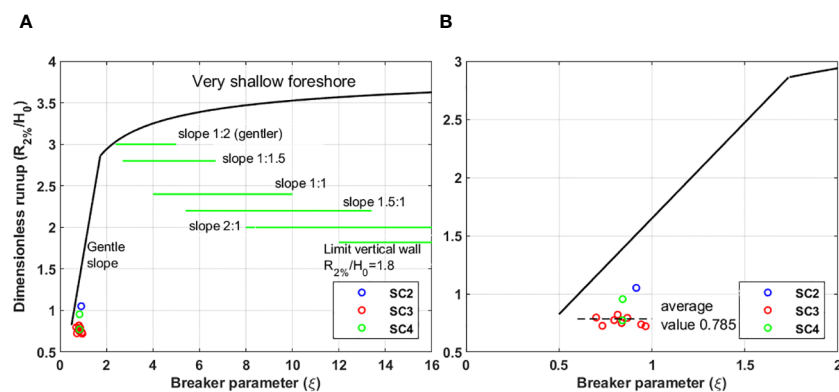 A
B
Very shallow foreshore
slope 1:2 (gentler)
slope 1:1.5
slope 1:1
slope 1.5:1
slope 2:1
Gentle
slope
Limit vertical wall
R2%/H0=1.8
SC2
SC3
SC4
Dimensionless runup (R2%/H0)
4
3.5
3
2.5
2
1.5
1
0.5
0 2 4 6 8 10 12 14 16
Breaker parameter (ξ)
3
2.5
2
1.5
1
0.5
average
value 0.785
SC2
SC3
SC4
0 0.5 1 1.5 2
Breaker parameter (ξ)